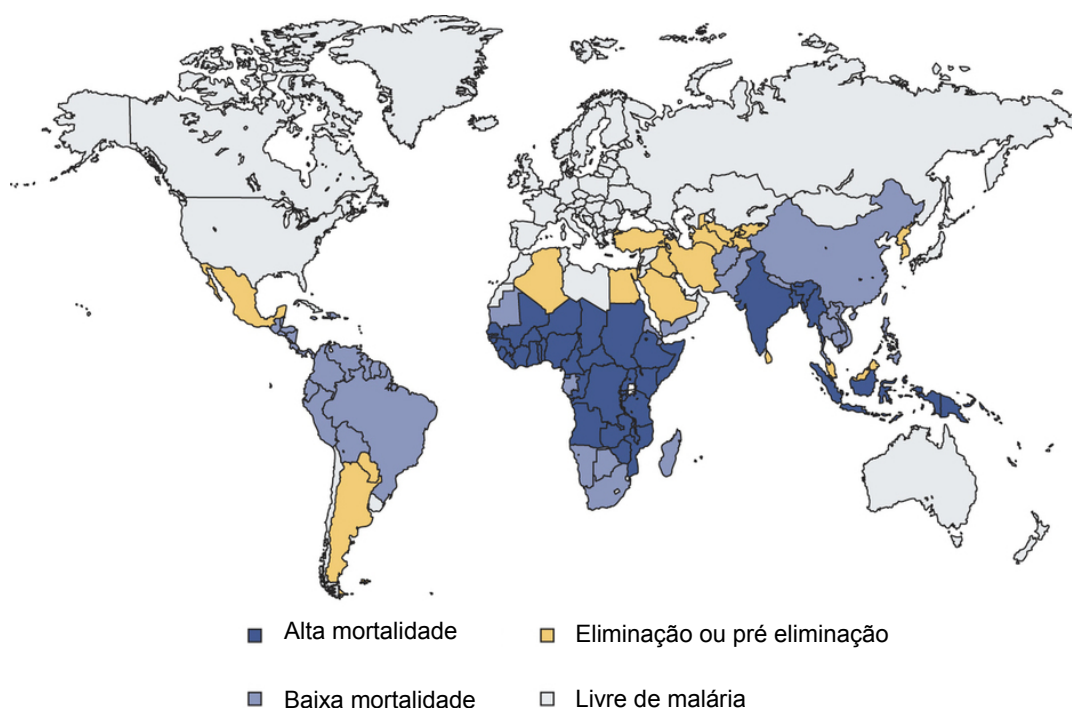 Alta mortalidade
Eliminação ou pré eliminação
Baixa mortalidade
Livre de malária